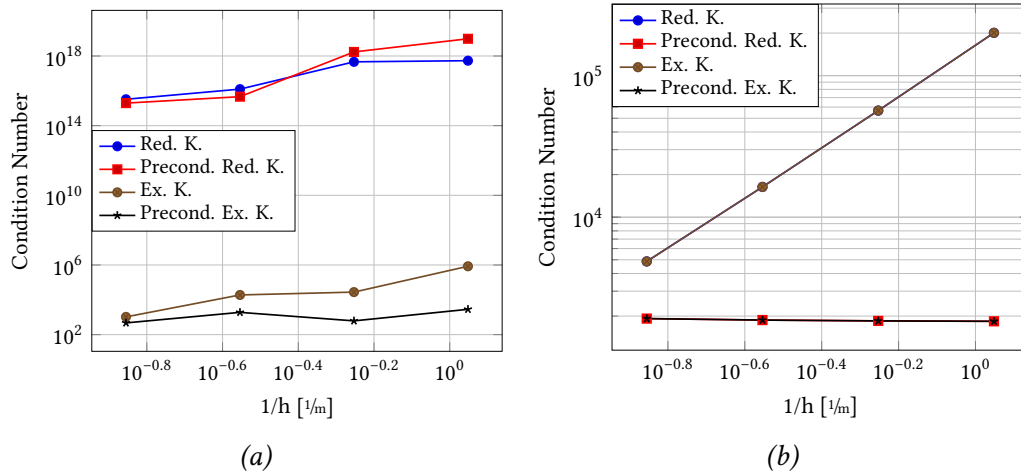 (a)
Condition Number
10^18
10^14
10^10
10^6
10^2
Red. K.
Precond. Red. K.
Ex. K.
Precond. Ex. K.
10^−0.8
10^−0.6
10^−0.4
10^−0.2
10^0
1/h [1/m]
(b)
Condition Number
10^5
10^4
Red. K.
Precond. Red. K.
Ex. K.
Precond. Ex. K.
10^−0.8
10^−0.6
10^−0.4
10^−0.2
10^0
1/h [1/m]